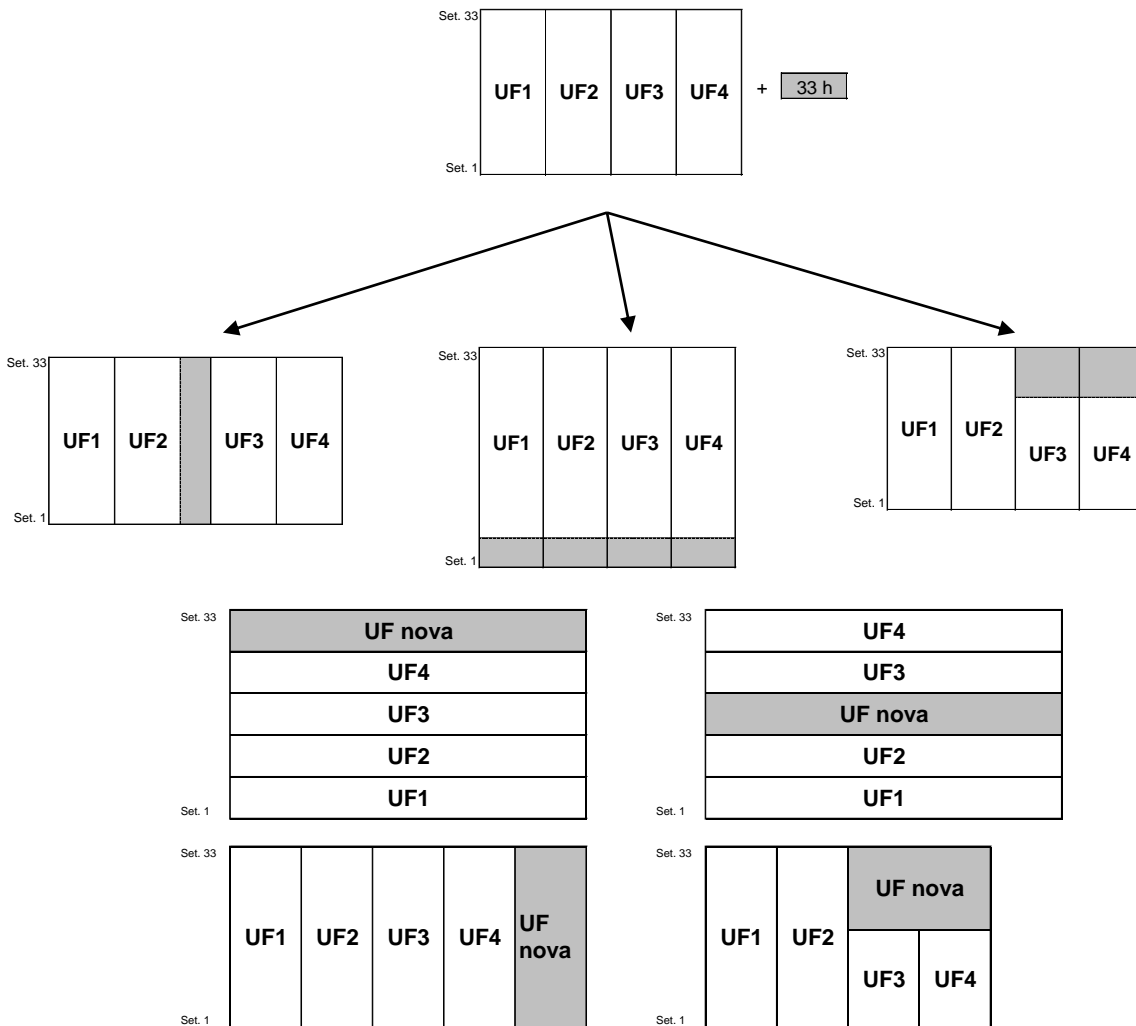 Set. 33
UF1 UF2 UF3 UF4 + 33 h
Set. 1
Set. 33
UF1 UF2 UF3 UF4
Set. 1
Set. 33
UF1 UF2 UF3 UF4
Set. 1
Set. 33
UF1 UF2 UF3 UF4
Set. 1
Set. 33
UF nova
UF4
UF3
UF2
UF1
Set. 1
Set. 33
UF4
UF3
UF nova
UF2
UF1
Set. 1
Set. 33
UF1 UF2 UF3 UF4 UF
nova
Set. 1
Set. 33
UF nova
UF1 UF2
UF3 UF4
Set. 1